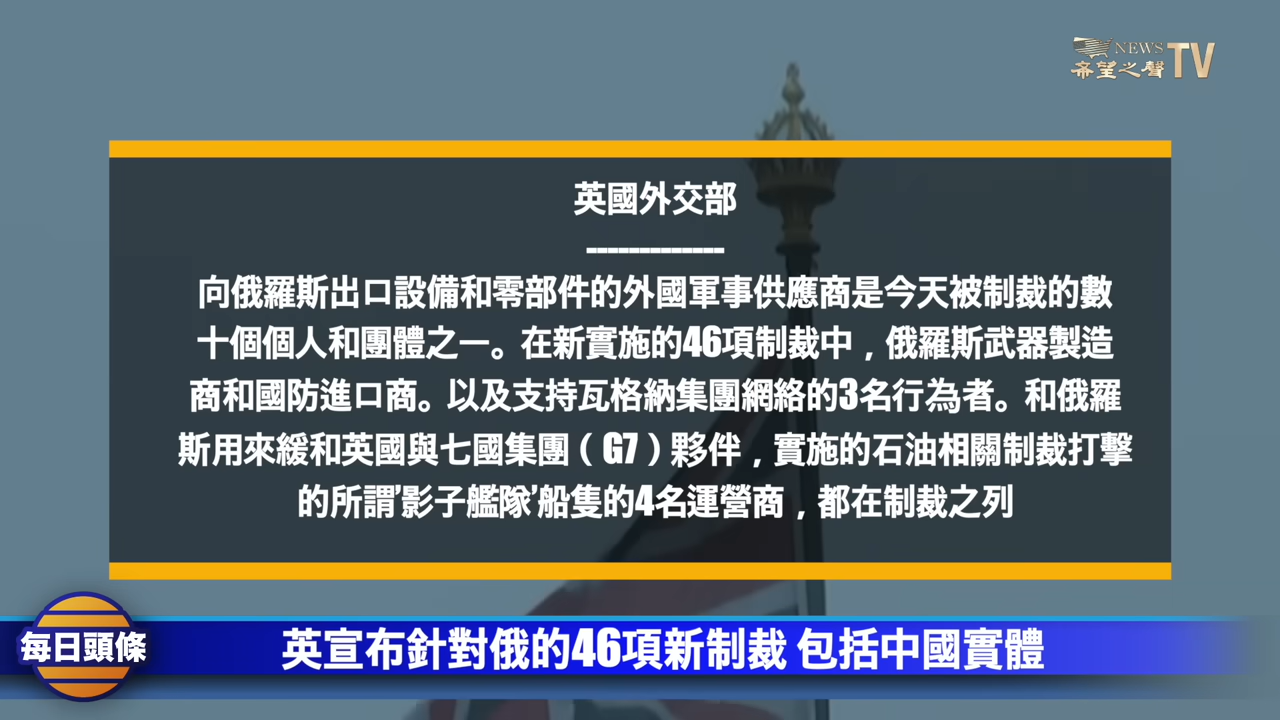 NEWS
希望之聲TV
英國外交部
-------------
向俄羅斯出口設備和零部件的外國軍事供應商是今天被制裁的數
十個個人和團體之一。在新實施的46項制裁中，俄羅斯武器製造
商和國防進口商。以及支持瓦格納集團網絡的3名行為者。和俄羅
斯用來緩和英國與七國集團（G7）夥伴，實施的石油相關制裁打擊
的所謂'影子艦隊'船隻的4名運營商，都在制裁之列
每日頭條
英宣布針對俄的46項新制裁 包括中國實體